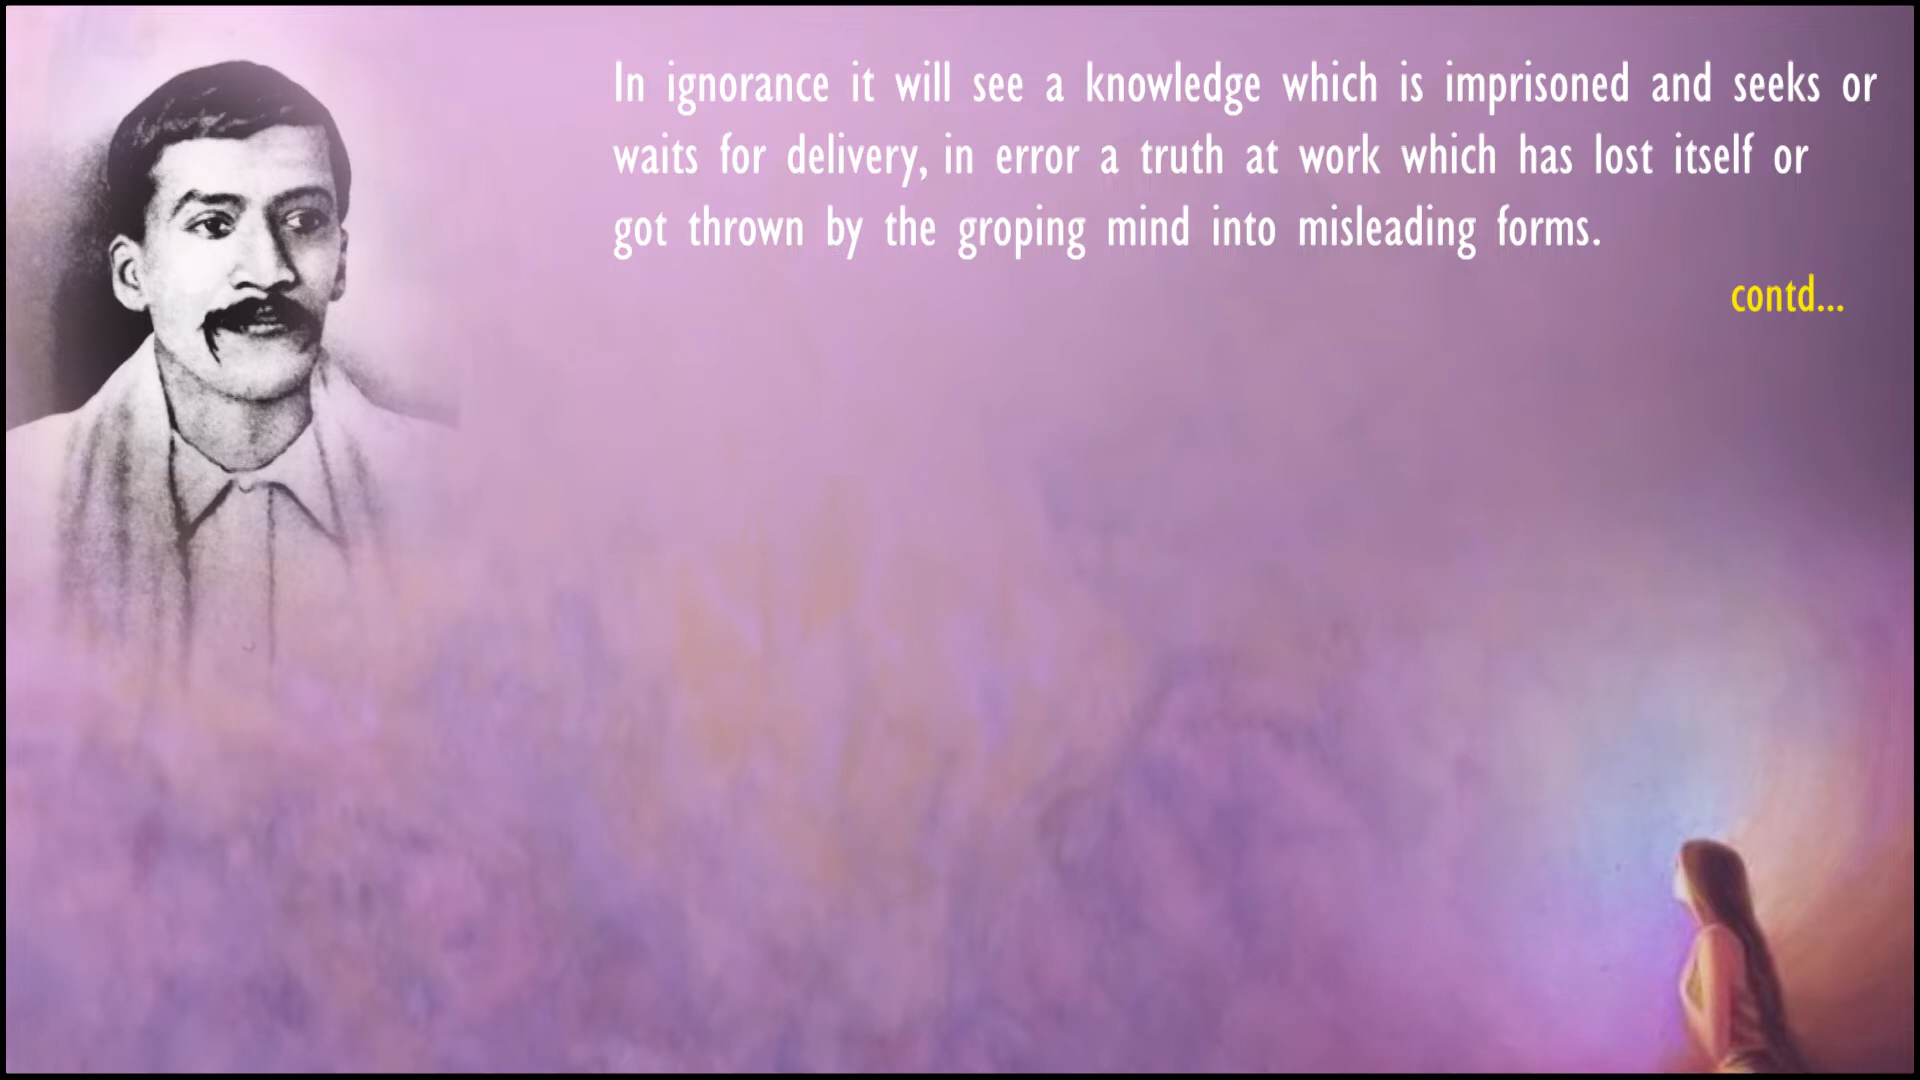 In ignorance it will see a knowledge which is imprisoned and seeks or
waits for delivery, in error a truth at work which has lost itself or
got thrown by the groping mind into misleading forms.
contd...